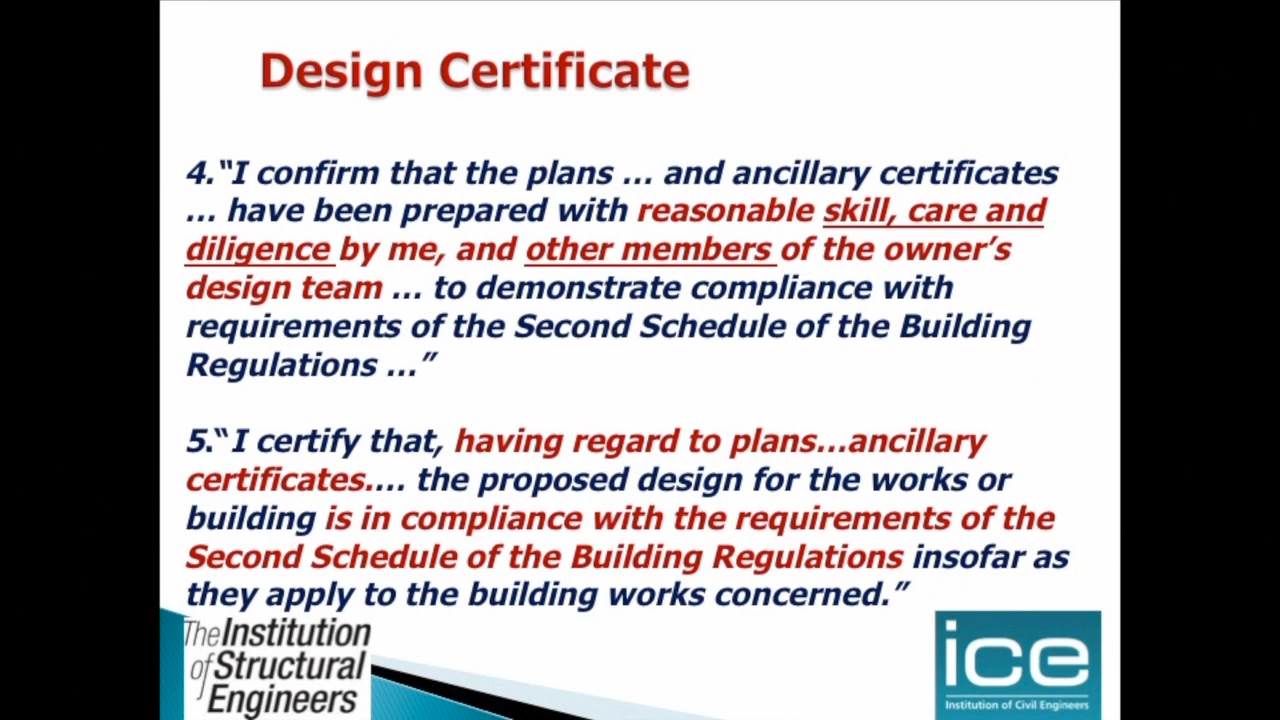 Design Certificate
4.“I confirm that the plans … and ancillary certificates
… have been prepared with reasonable skill, care and
diligence by me, and other members of the owner’s
design team … to demonstrate compliance with
requirements of the Second Schedule of the Building
Regulations …”
5.“I certify that, having regard to plans…ancillary
certificates.… the proposed design for the works or
building is in compliance with the requirements of the
Second Schedule of the Building Regulations insofar as
they apply to the building works concerned.”
The Institution
of Structural
Engineers
ice
Institution of Civil Engineers